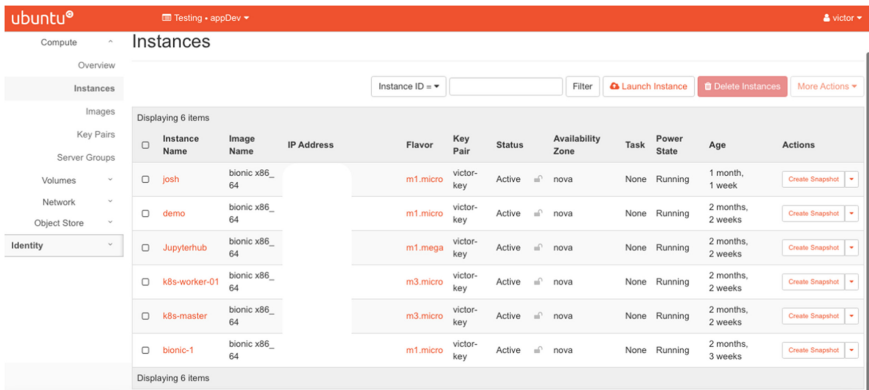 ubuntu
Testing • appDev
victor
Compute
Overview
Instances
Images
Key Pairs
Server Groups
Volumes
Network
Object Store
Identity
Instances
Instance ID =
Filter
Launch Instance
Delete Instances
More Actions
Displaying 6 items
Instance Name Image Name IP Address Flavor Key Pair Status Availability Zone Task Power State Age Actions
josh bionic x86_64 m1.micro victor-key Active nova None Running 1 month, 1 week Create Snapshot
demo bionic x86_64 m1.micro victor-key Active nova None Running 2 months, 2 weeks Create Snapshot
Jupyterhub bionic x86_64 m1.mega victor-key Active nova None Running 2 months, 2 weeks Create Snapshot
k8s-worker-01 bionic x86_64 m3.micro victor-key Active nova None Running 2 months, 2 weeks Create Snapshot
k8s-master bionic x86_64 m3.micro victor-key Active nova None Running 2 months, 2 weeks Create Snapshot
bionic-1 bionic x86_64 m1.micro victor-key Active nova None Running 2 months, 3 weeks Create Snapshot
Displaying 6 items